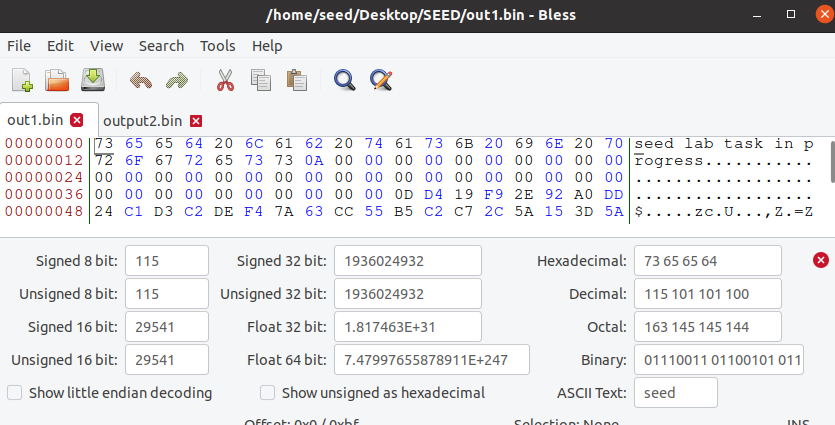 /home/seed/Desktop/SEED/out1.bin - Bless
File Edit View Search Tools Help
out1.bin output2.bin
00000000 73 65 65 64 20 6C 61 62 20 74 61 73 6B 20 69 6E 20 70 seed lab task in p
00000012 72 6F 67 72 65 73 73 0A 00 00 00 00 00 00 00 00 00 00 rogress...........
00000024 00 00 00 00 00 00 00 00 00 00 00 00 00 00 00 00 00 00 ..................
00000036 00 00 00 00 00 00 00 00 00 00 0D D4 19 F9 2E 92 A0 DD ..................
00000048 24 C1 D3 C2 DE F4 7A 63 CC 55 B5 C2 C7 2C 5A 15 3D 5A $.....zc.U...,Z.=Z
Signed 8 bit: 115 Signed 32 bit: 1936024932 Hexadecimal: 73 65 65 64
Unsigned 8 bit: 115 Unsigned 32 bit: 1936024932 Decimal: 115 101 101 100
Signed 16 bit: 29541 Float 32 bit: 1.817463E+31 Octal: 163 145 145 144
Unsigned 16 bit: 29541 Float 64 bit: 7.47997655878911E+247 Binary: 01110011 01100101 011
Show little endian decoding Show unsigned as hexadecimal ASCII Text: seed
Offset: 0x0 / 0xbf Selection: None INS